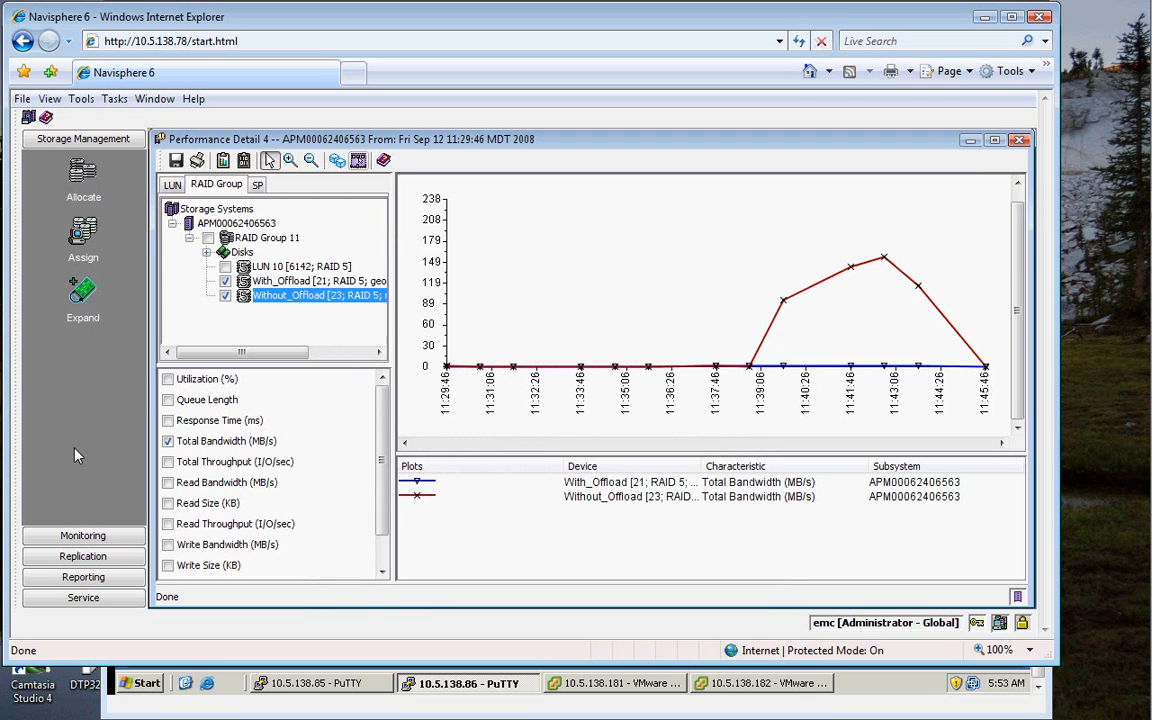 Navisphere 6 - Windows Internet Explorer
http://10.5.138.78/start.html
Live Search
Navisphere 6
Page
Tools
File View Tools Tasks Window Help
Storage Management
Allocate
Assign
Expand
Monitoring
Replication
Reporting
Service
Performance Detail 4 -- APM00062406563 From: Fri Sep 12 11:29:46 MDT 2008
LUN RAID Group SP
Storage Systems
APM00062406563
RAID Group 11
Disks
LUN 10 [6142; RAID 5]
With_Offload [21; RAID 5; geo
Without_Offload [23; RAID 5;
Utilization (%)
Queue Length
Response Time (ms)
Total Bandwidth (MB/s)
Total Throughput (I/O/sec)
Read Bandwidth (MB/s)
Read Size (KB)
Read Throughput (I/O/sec)
Write Bandwidth (MB/s)
Write Size (KB)
238
208
179
149
119
89
60
30
0
11:29:46
11:31:06
11:32:26
11:33:46
11:35:06
11:36:26
11:37:46
11:39:06
11:40:26
11:41:46
11:43:06
11:44:26
11:45:46
Plots Device Characteristic Subsystem
With_Offload [21; RAID 5; ... Total Bandwidth (MB/s) APM00062406563
Without_Offload [23; RAID... Total Bandwidth (MB/s) APM00062406563
Done
emc [Administrator - Global]
Done
Internet | Protected Mode: On
100%
Camtasia
Studio 4
DTP32
Start
10.5.138.85 - PuTTY
10.5.138.86 - PuTTY
10.5.138.181 - VMware ...
10.5.138.182 - VMware ...
5:53 AM